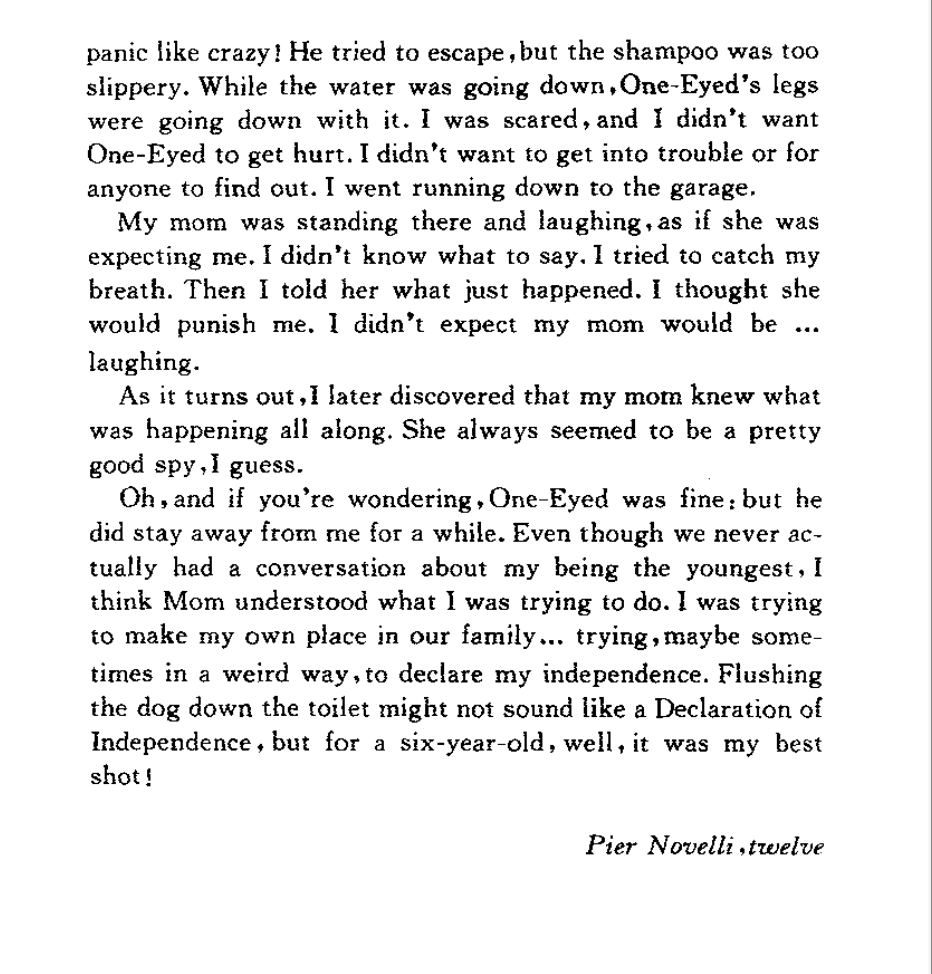 panic like crazy! He tried to escape,but the shampoo was too
slippery. While the water was going down,One-Eyed's legs
were going down with it. I was scared,and I didn't want
One-Eyed to get hurt. I didn't want to get into trouble or for
anyone to find out. I went running down to the garage.
My mom was standing there and laughing,as if she was
expecting me. I didn't know what to say. I tried to catch my
breath. Then I told her what just happened. I thought she
would punish me. I didn't expect my mom would be ...
laughing.
As it turns out,I later discovered that my mom knew what
was happening all along. She always seemed to be a pretty
good spy,I guess.
Oh,and if you're wondering,One-Eyed was fine; but he
did stay away from me for a while. Even though we never ac-
tually had a conversation about my being the youngest, I
think Mom understood what I was trying to do. I was trying
to make my own place in our family... trying,maybe some-
times in a weird way,to declare my independence. Flushing
the dog down the toilet might not sound like a Declaration of
Independence, but for a six-year-old, well, it was my best
shot!
Pier Novelli,twelve